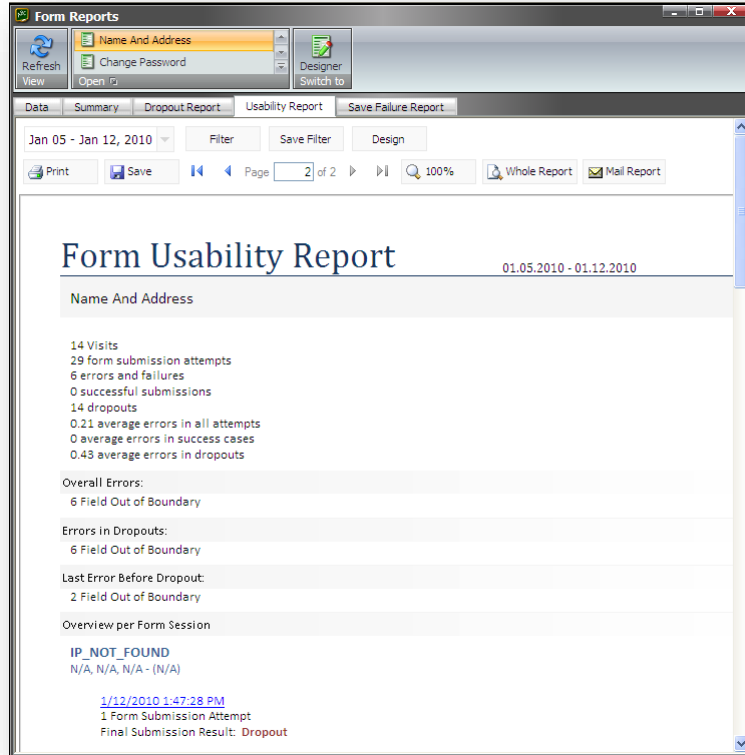 Form Reports
Refresh
View
Name And Address
Change Password
Open
Designer
Switch to
Data Summary Dropout Report Usability Report Save Failure Report
Jan 05 - Jan 12, 2010 Filter Save Filter Design
Print Save Page 2 of 2 100% Whole Report Mail Report
Form Usability Report 01.05.2010 - 01.12.2010
Name And Address
14 Visits
29 form submission attempts
6 errors and failures
0 successful submissions
14 dropouts
0.21 average errors in all attempts
0 average errors in success cases
0.43 average errors in dropouts
Overall Errors:
6 Field Out of Boundary
Errors in Dropouts:
6 Field Out of Boundary
Last Error Before Dropout:
2 Field Out of Boundary
Overview per Form Session
IP_NOT_FOUND
N/A, N/A, N/A - (N/A)
1/12/2010 1:47:28 PM
1 Form Submission Attempt
Final Submission Result: Dropout